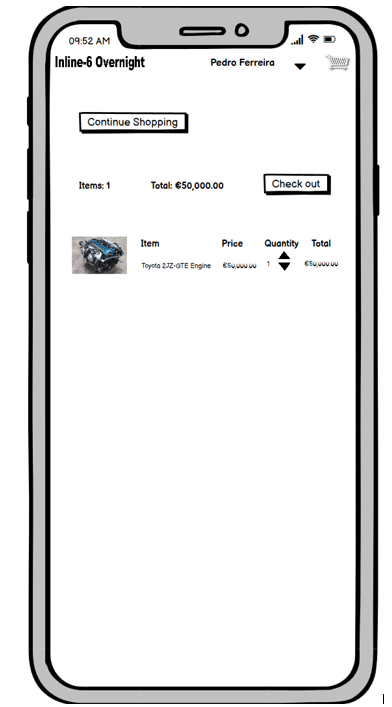 09:52 AM
Inline-6 Overnight Pedro Ferreira
Continue Shopping
Items: 1 Total: €50,000.00 Check out
Item Price Quantity Total
Toyota 2JZ-GTE Engine €50,000.00 1 €50,000.00